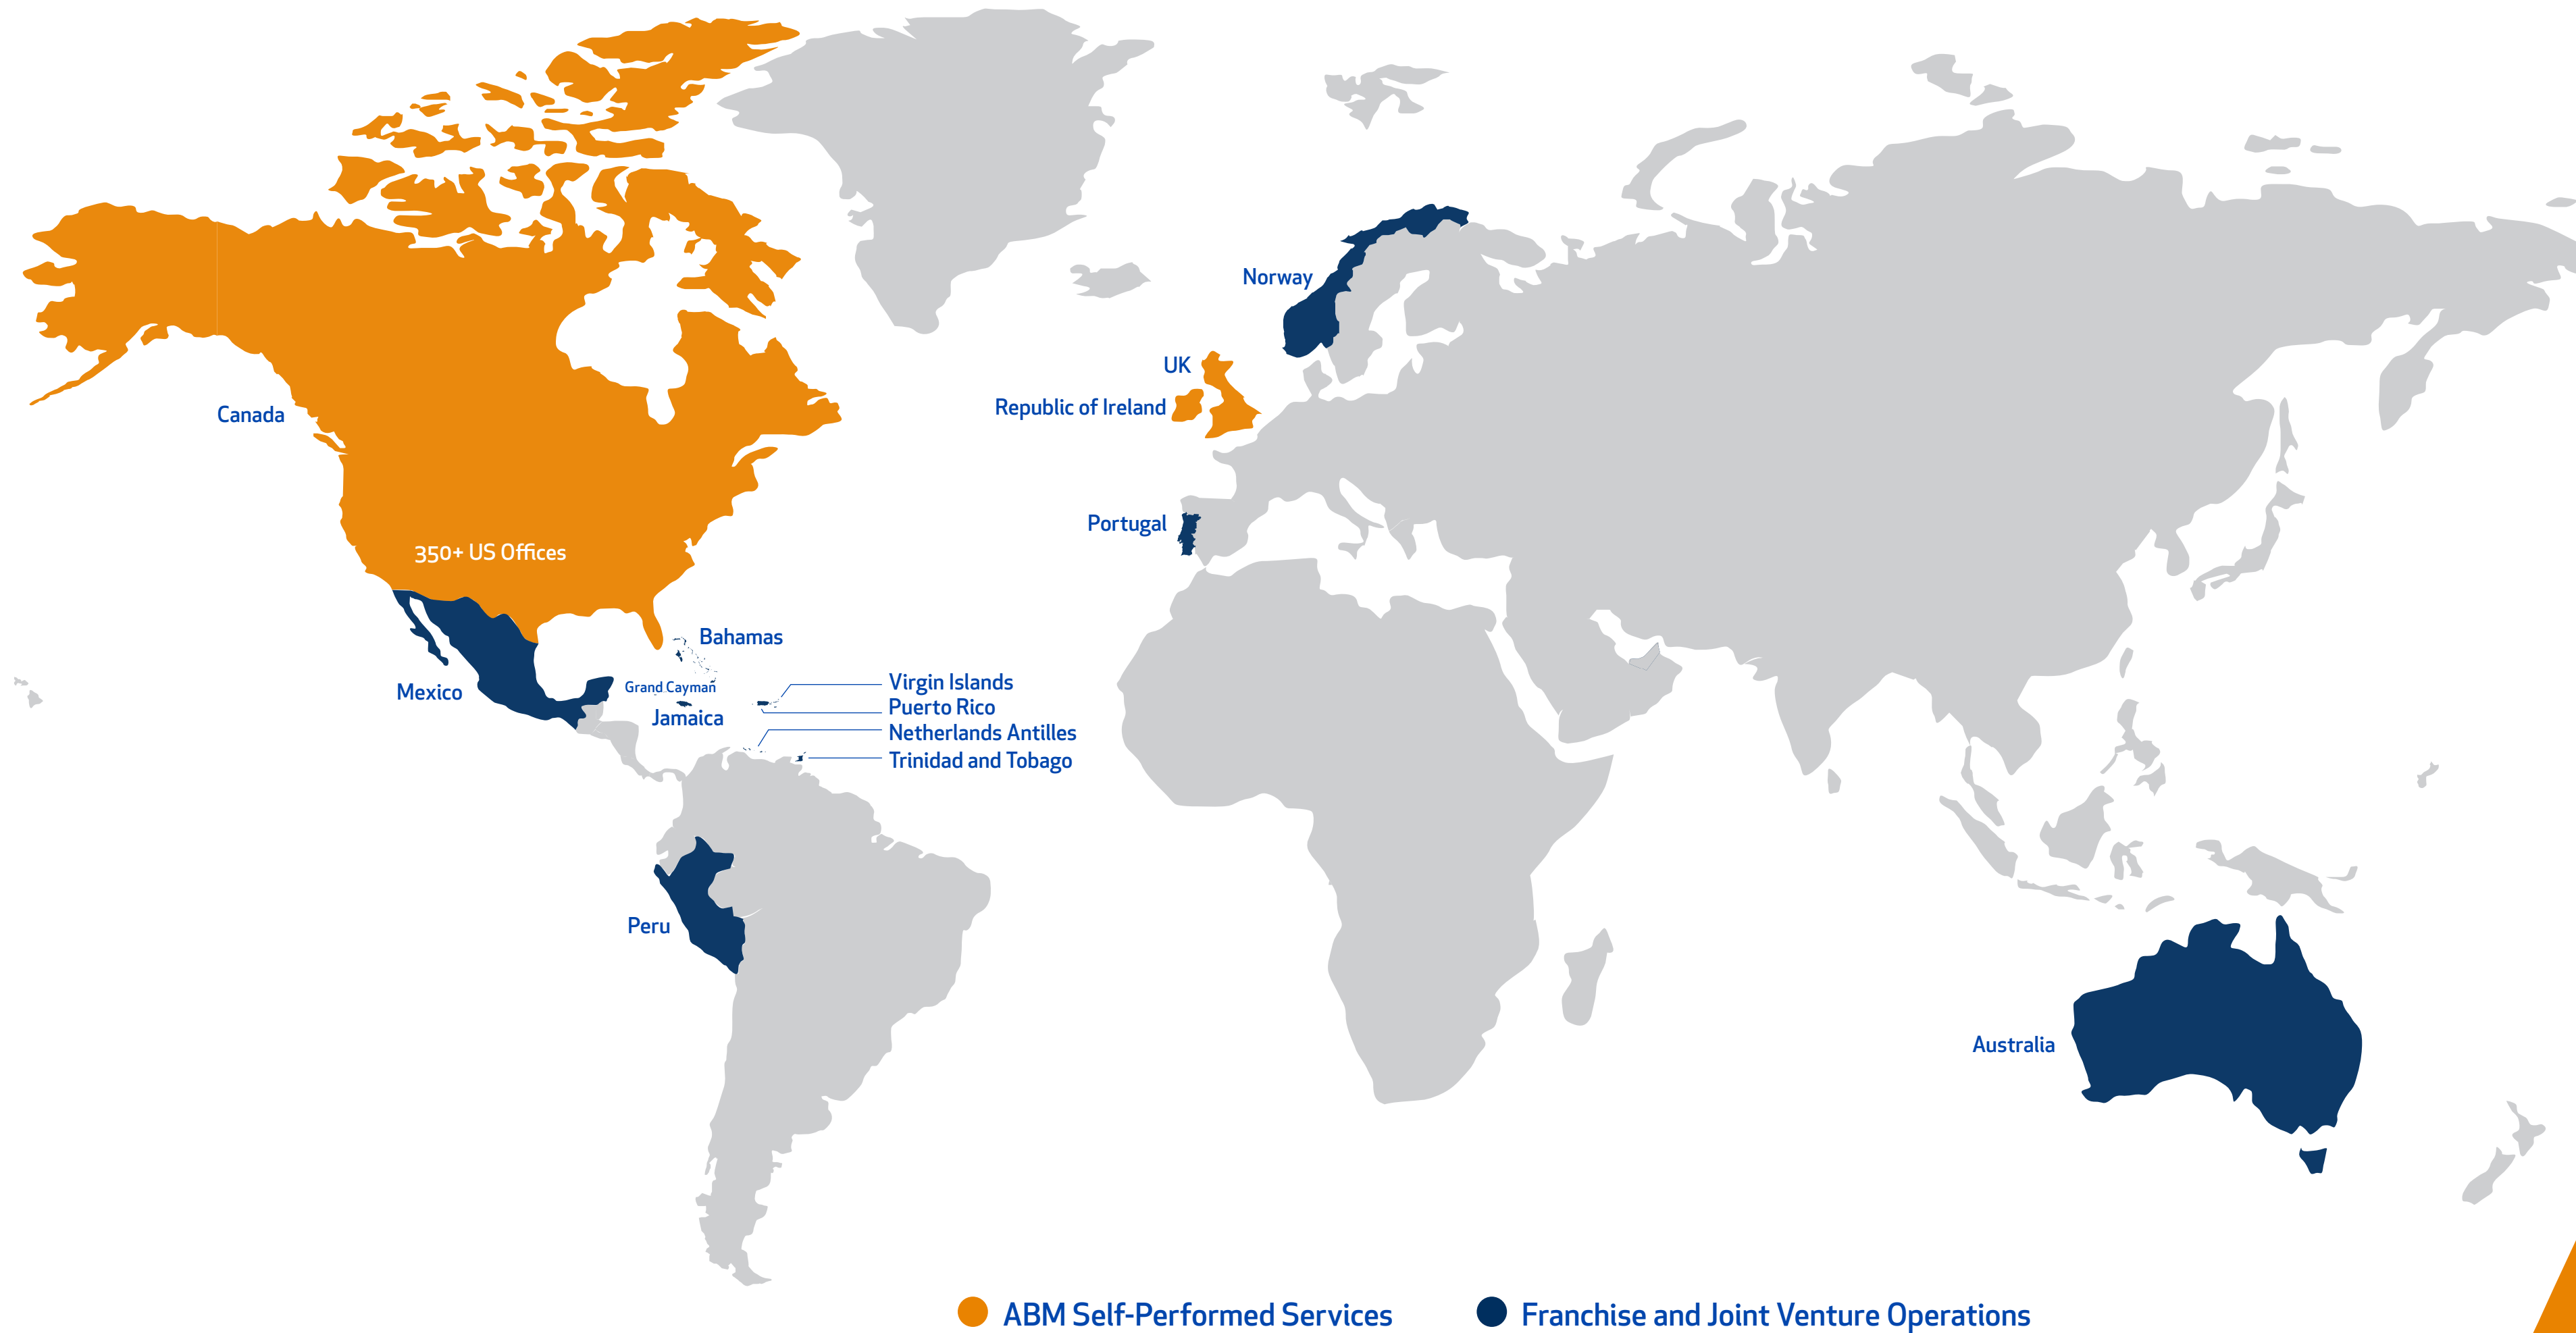 Norway
UK
Republic of Ireland
Canada
Portugal
350+ US Offices
Bahamas
Mexico
Grand Cayman
Jamaica
Virgin Islands
Puerto Rico
Netherlands Antilles
Trinidad and Tobago
Peru
Australia
ABM Self-Performed Services
Franchise and Joint Venture Operations